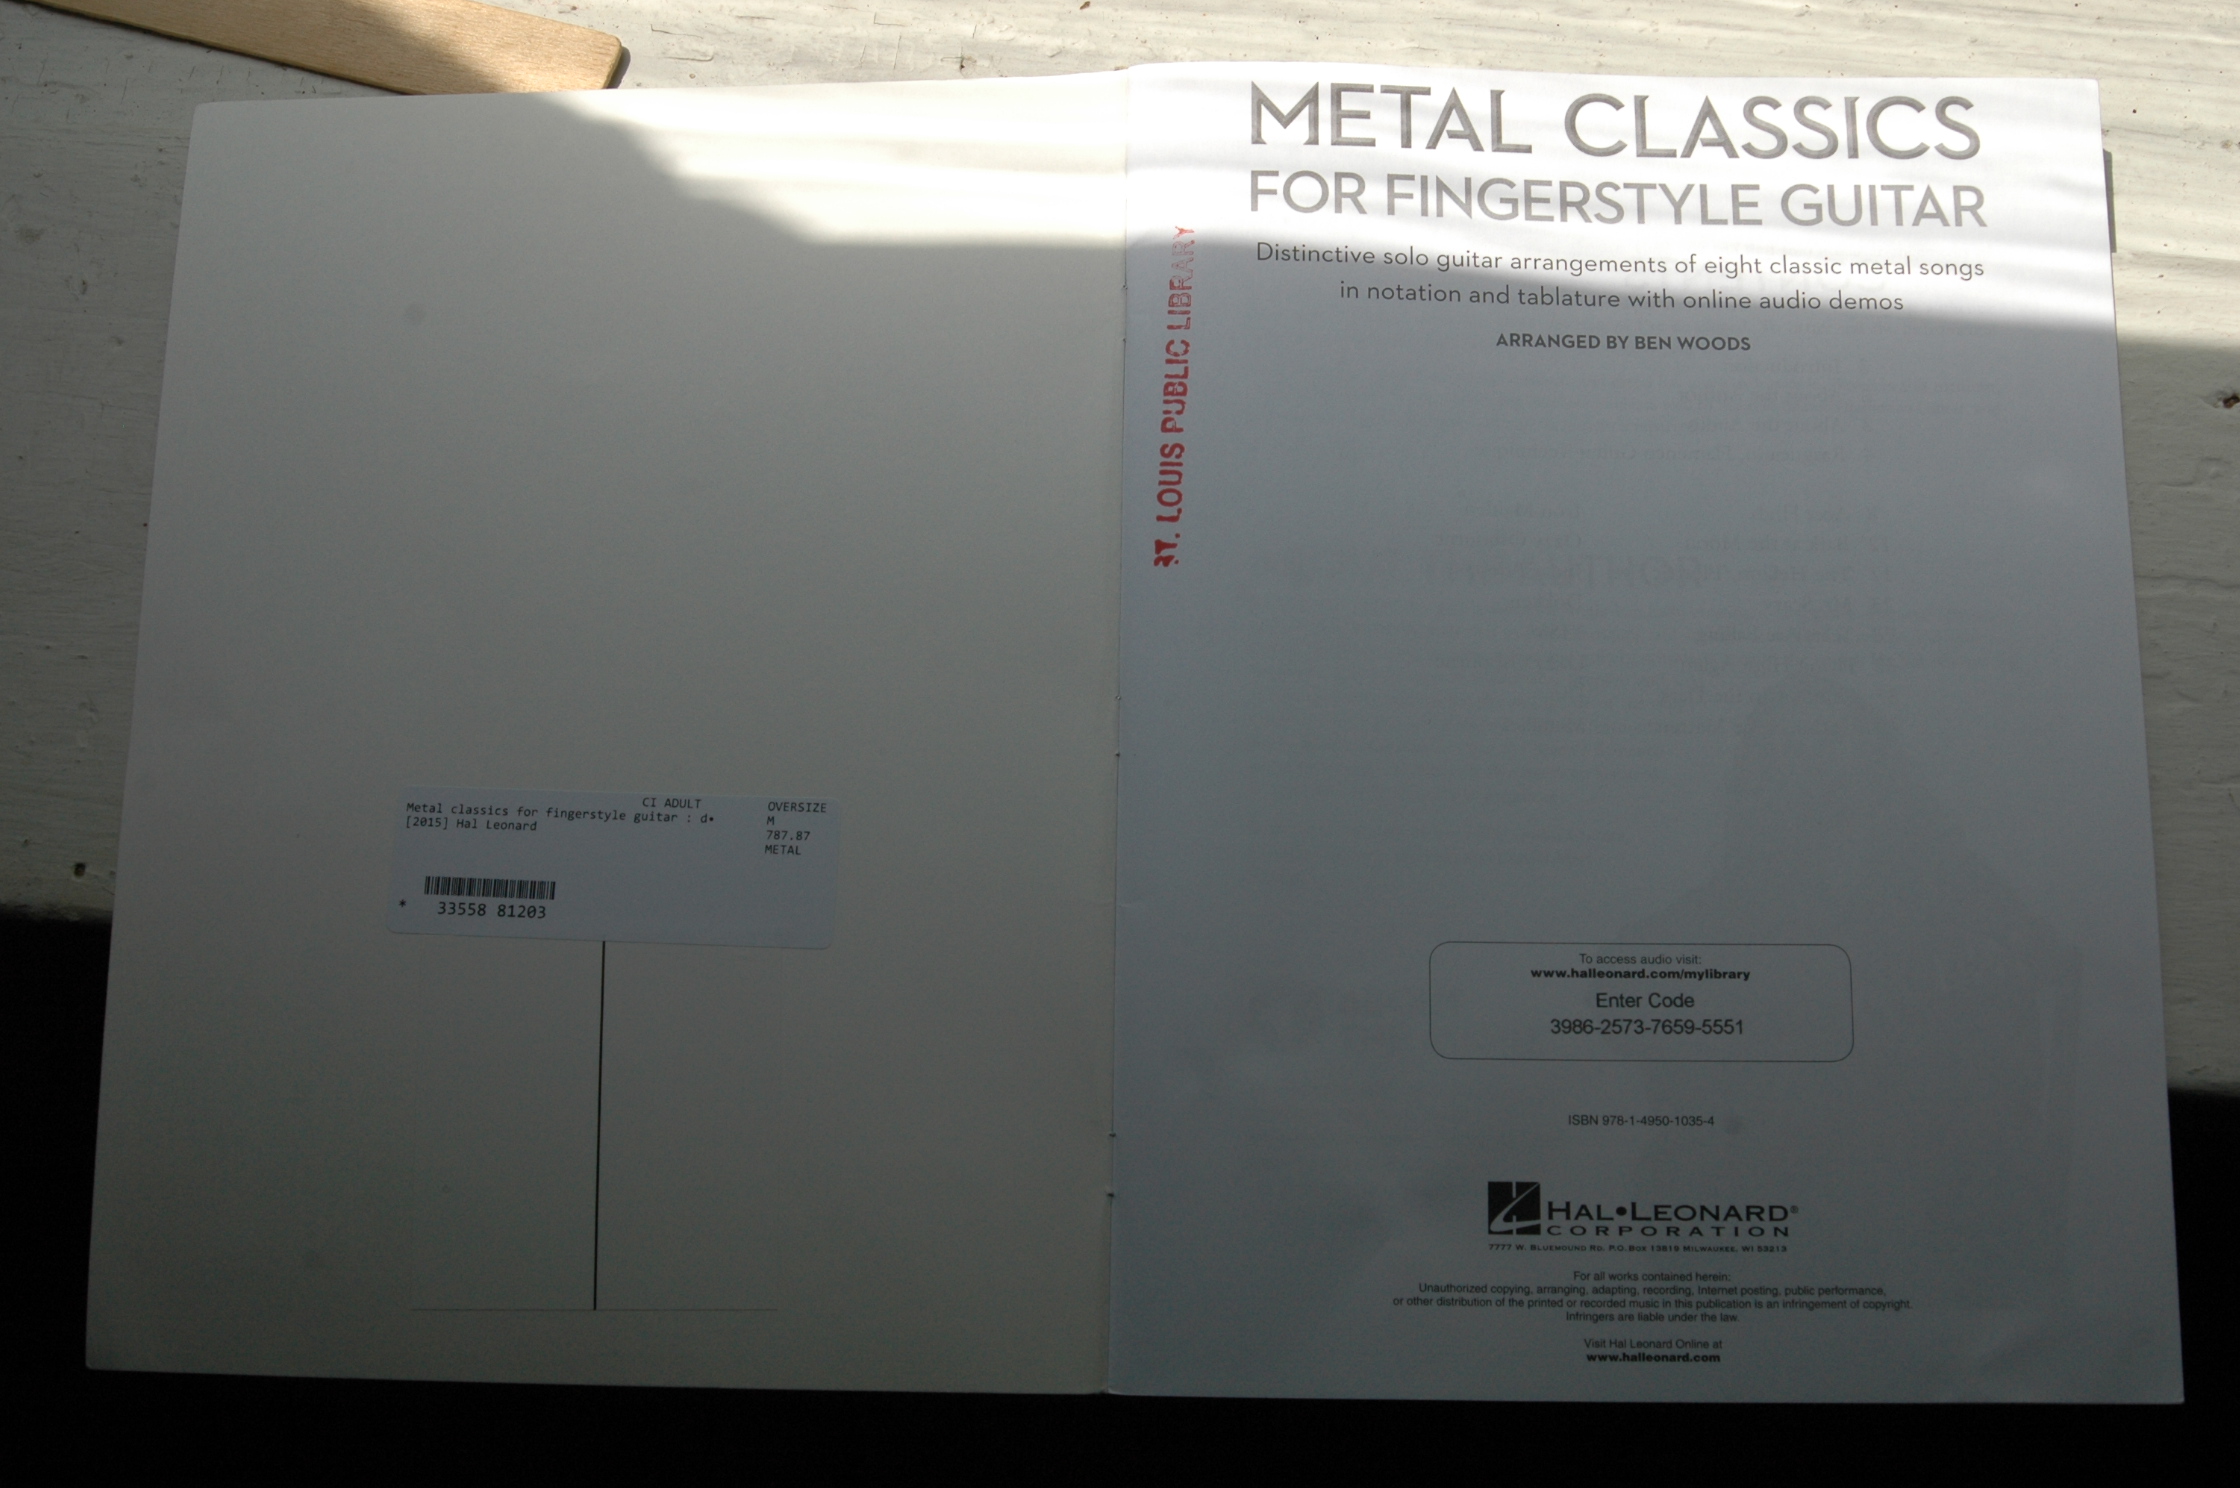 CI ADULT
Metal classics for fingerstyle guitar : d•
[2015] Hal Leonard
OVERSIZE
M
787.87
METAL
* 33558 81203
METAL CLASSICS
FOR FINGERSTYLE GUITAR
Distinctive solo guitar arrangements of eight classic metal songs
in notation and tablature with online audio demos
ARRANGED BY BEN WOODS
ST. LOUIS PUBLIC LIBRARY
To access audio visit:
www.halleonard.com/mylibrary
Enter Code
3986-2573-7659-5551
ISBN 978-1-4950-1035-4
HAL•LEONARD®
CORPORATION
7777 W. BLUEMOUND RD. P.O. BOX 13819 MILWAUKEE, WI 53213
For all works contained herein:
Unauthorized copying, arranging, adapting, recording, Internet posting, public performance,
or other distribution of the printed or recorded music in this publication is an infringement of copyright.
Infringers are liable under the law.
Visit Hal Leonard Online at
www.halleonard.com